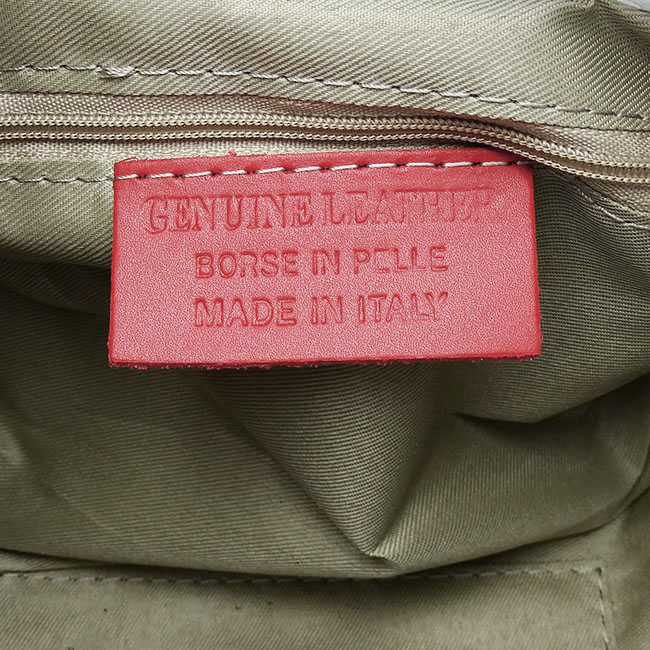 GENUINE LEATHER
BORSE IN PELLE
MADE IN ITALY